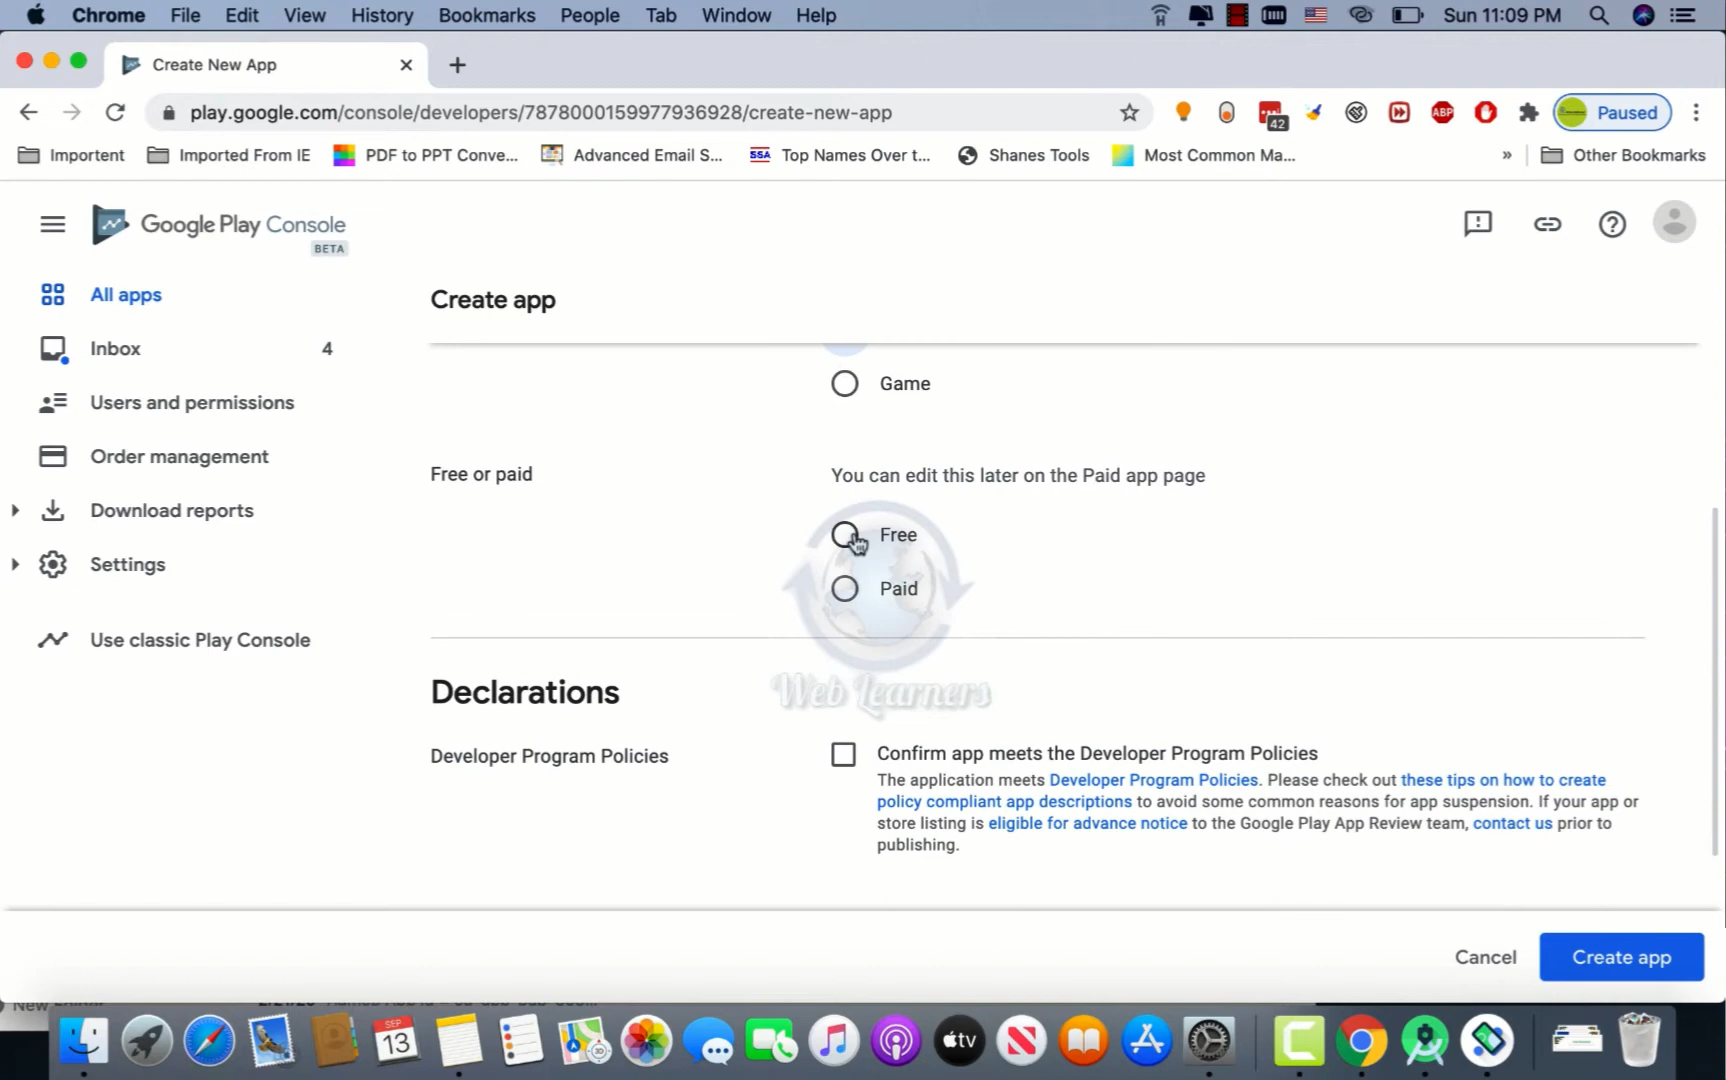 Chrome File Edit View History Bookmarks People Tab Window Help Sun 11:09 PM
Create New App
play.google.com/console/developers/7878000159977936928/create-new-app 42 ABP Paused
Importent Imported From IE PDF to PPT Conve... Advanced Email S... SSA Top Names Over t... Shanes Tools Most Common Ma... » Other Bookmarks
Google Play Console
BETA
All apps
Inbox 4
Users and permissions
Order management
Download reports
Settings
Use classic Play Console
Create app
Game
Free or paid You can edit this later on the Paid app page
Free
Paid
Web Learners
Declarations
Developer Program Policies Confirm app meets the Developer Program Policies
The application meets Developer Program Policies. Please check out these tips on how to create
policy compliant app descriptions to avoid some common reasons for app suspension. If your app or
store listing is eligible for advance notice to the Google Play App Review team, contact us prior to
publishing.
Cancel Create app
New
SEP
13
3D
tv